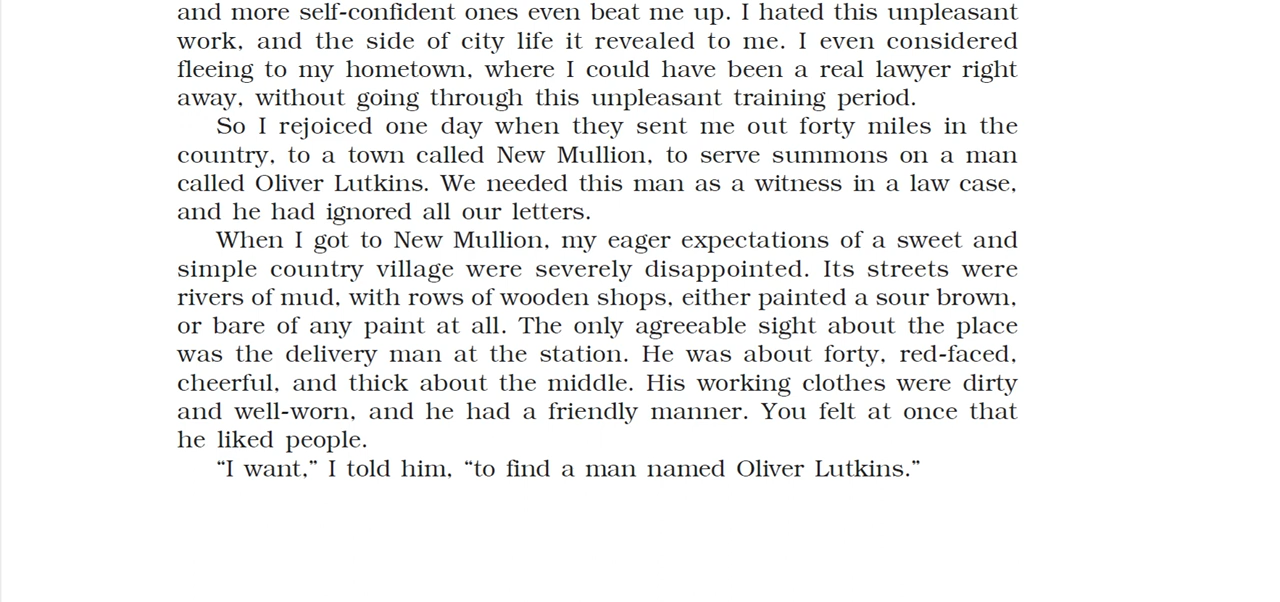 and more self-confident ones even beat me up. I hated this unpleasant
work, and the side of city life it revealed to me. I even considered
fleeing to my hometown, where I could have been a real lawyer right
away, without going through this unpleasant training period.
So I rejoiced one day when they sent me out forty miles in the
country, to a town called New Mullion, to serve summons on a man
called Oliver Lutkins. We needed this man as a witness in a law case,
and he had ignored all our letters.
When I got to New Mullion, my eager expectations of a sweet and
simple country village were severely disappointed. Its streets were
rivers of mud, with rows of wooden shops, either painted a sour brown,
or bare of any paint at all. The only agreeable sight about the place
was the delivery man at the station. He was about forty, red-faced,
cheerful, and thick about the middle. His working clothes were dirty
and well-worn, and he had a friendly manner. You felt at once that
he liked people.
“I want,” I told him, “to find a man named Oliver Lutkins.”